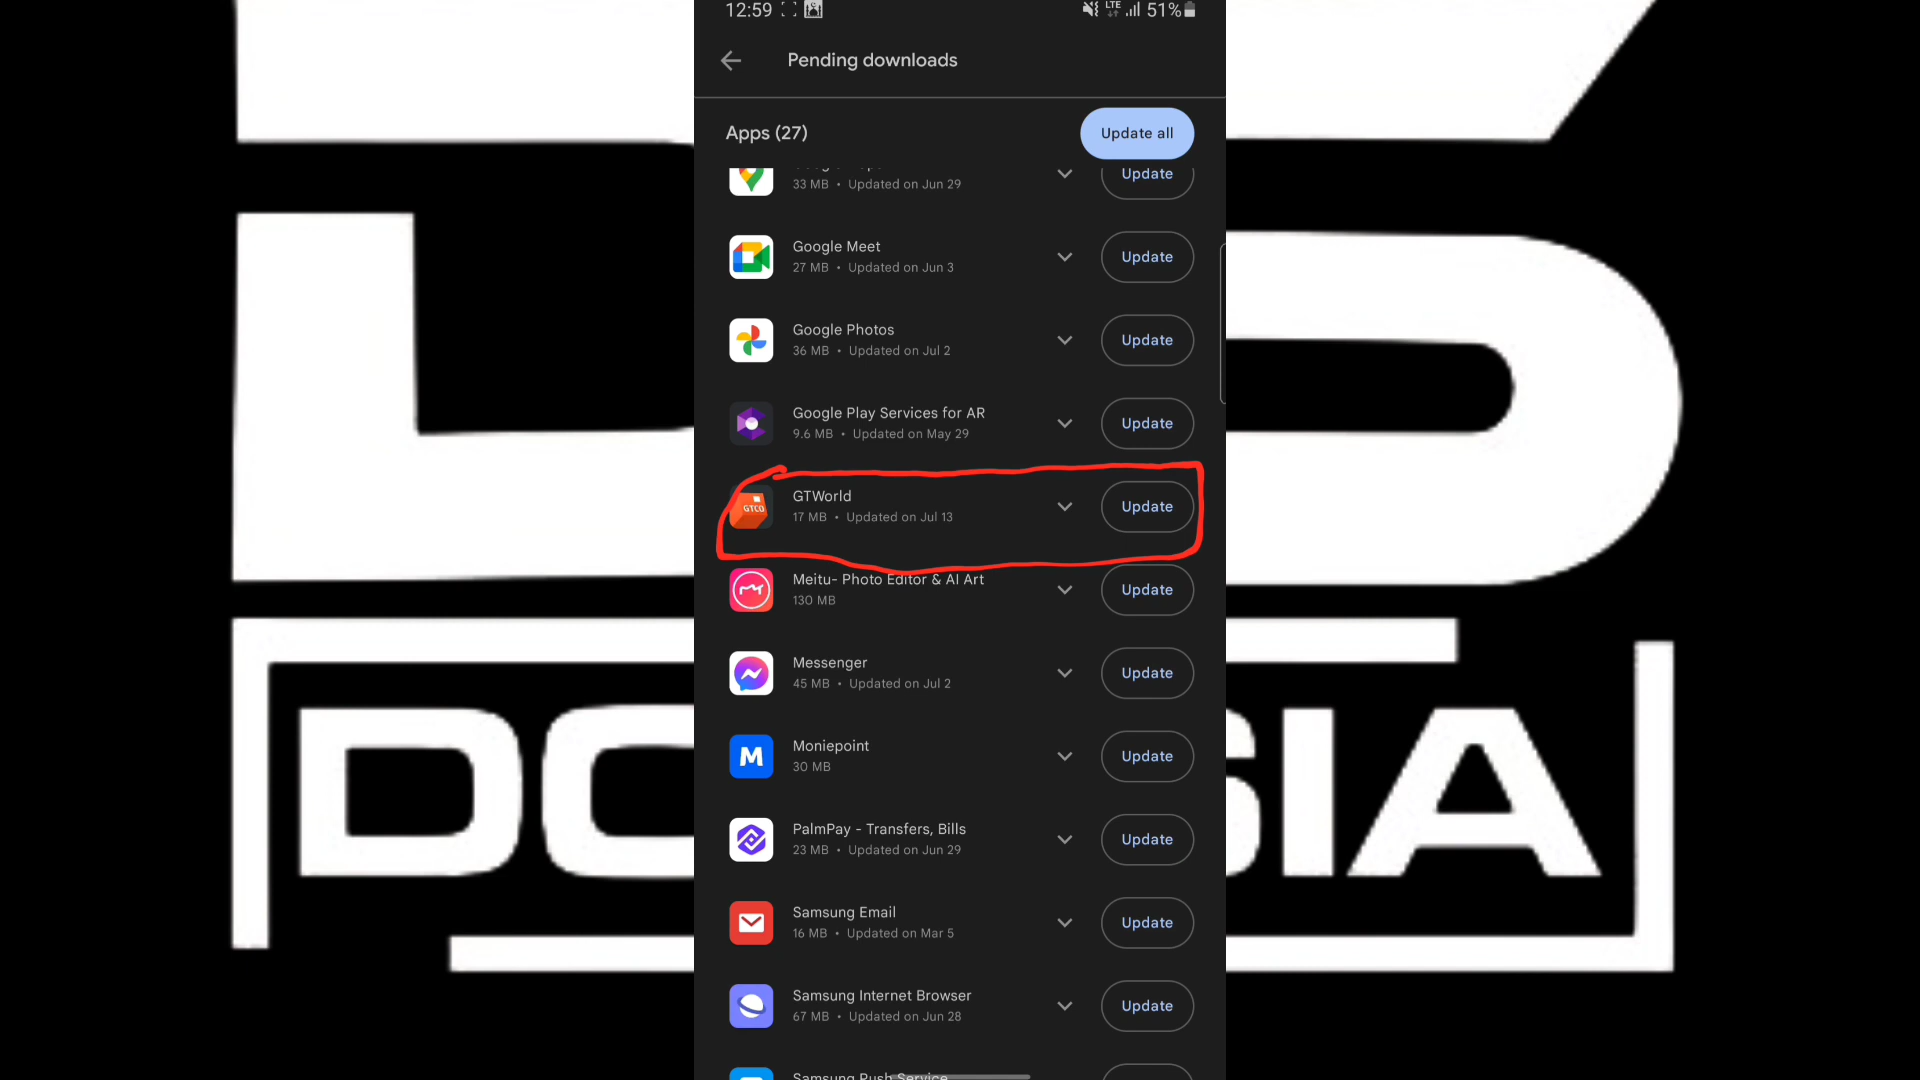 12:59
LTE
51%
Pending downloads
Apps (27)
Update all
33 MB • Updated on Jun 29
Update
Google Meet
27 MB • Updated on Jun 3
Update
Google Photos
36 MB • Updated on Jul 2
Update
Google Play Services for AR
9.6 MB • Updated on May 29
Update
GTCO
GTWorld
17 MB • Updated on Jul 13
Update
Meitu- Photo Editor & AI Art
130 MB
Update
Messenger
45 MB • Updated on Jul 2
Update
Moniepoint
30 MB
Update
PalmPay - Transfers, Bills
23 MB • Updated on Jun 29
Update
Samsung Email
16 MB • Updated on Mar 5
Update
Samsung Internet Browser
67 MB • Updated on Jun 28
Update
Samsung Push Service